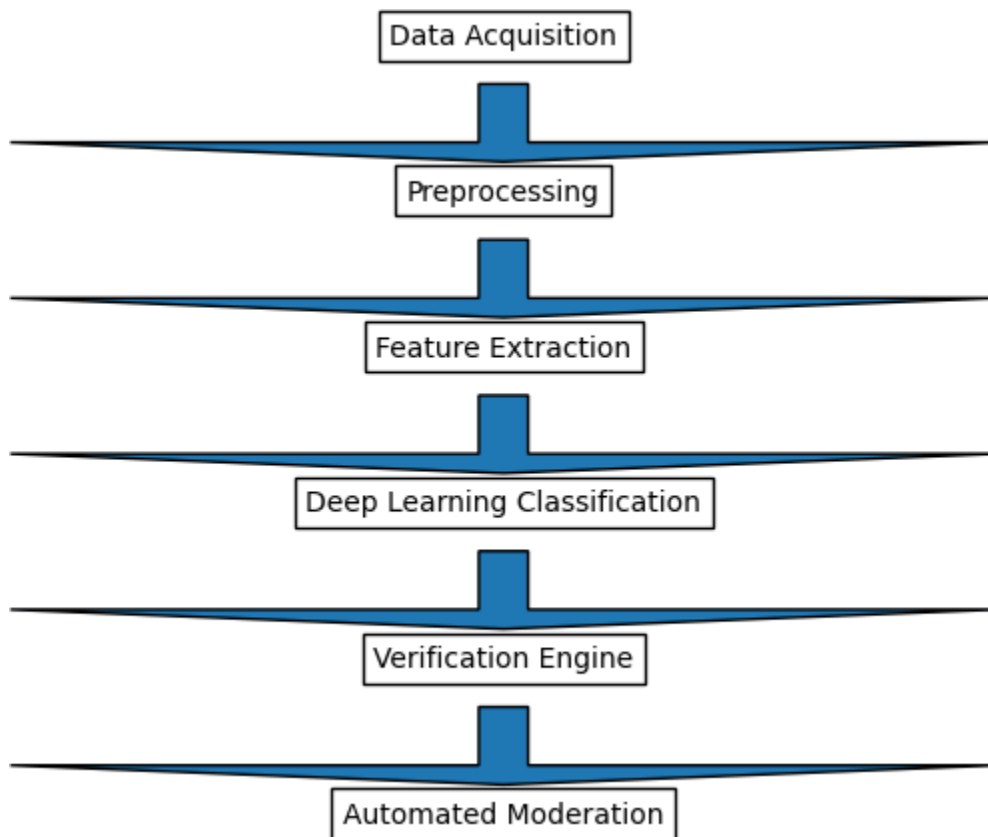 Data Acquisition
Preprocessing
Feature Extraction
Deep Learning Classification
Verification Engine
Automated Moderation